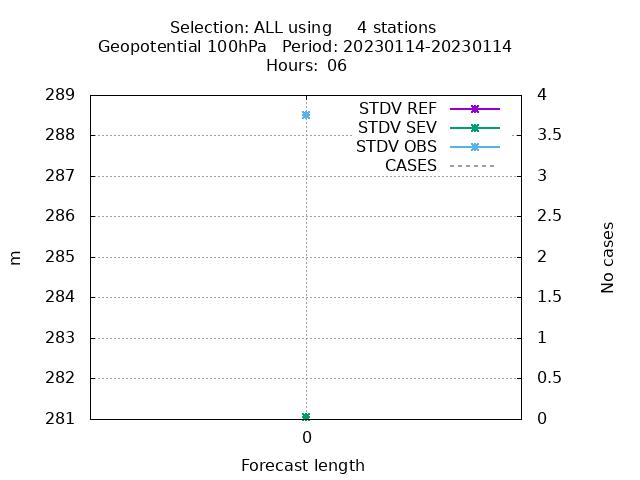 Selection: ALL using     4 stations
Geopotential 100hPa   Period: 20230114-20230114
Hours:  06
289
288
287
286
285
284
283
282
281
4
3.5
3
2.5
2
1.5
1
0.5
0
STDV REF
STDV SEV
STDV OBS
CASES
m
No cases
0
Forecast length